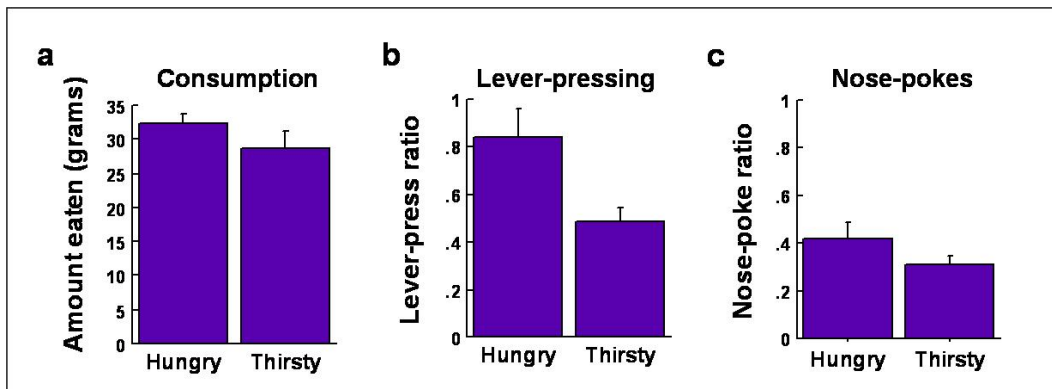 a
Consumption
Amount eaten (grams)
35
30
25
20
15
10
5
0
Hungry Thirsty
b
Lever-pressing
Lever-press ratio
1
.8
.6
.4
.2
0
Hungry Thirsty
c
Nose-pokes
Nose-poke ratio
1
.8
.6
.4
.2
0
Hungry Thirsty